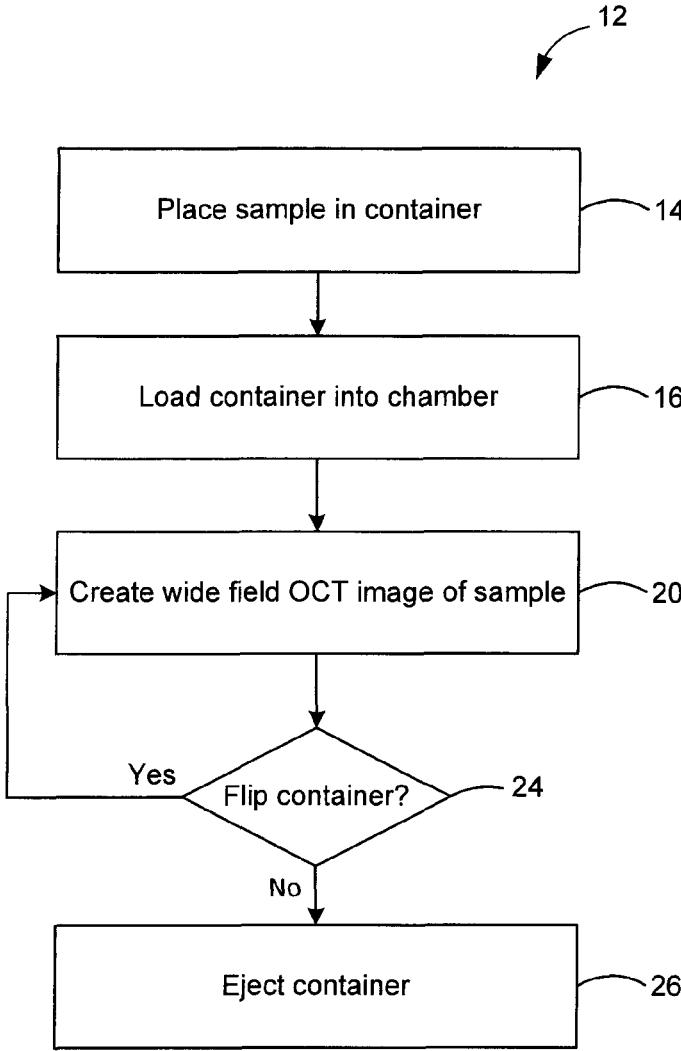 12
Place sample in container
14
Load container into chamber
16
Create wide field OCT image of sample
20
Yes
Flip container?
24
No
Eject container
26